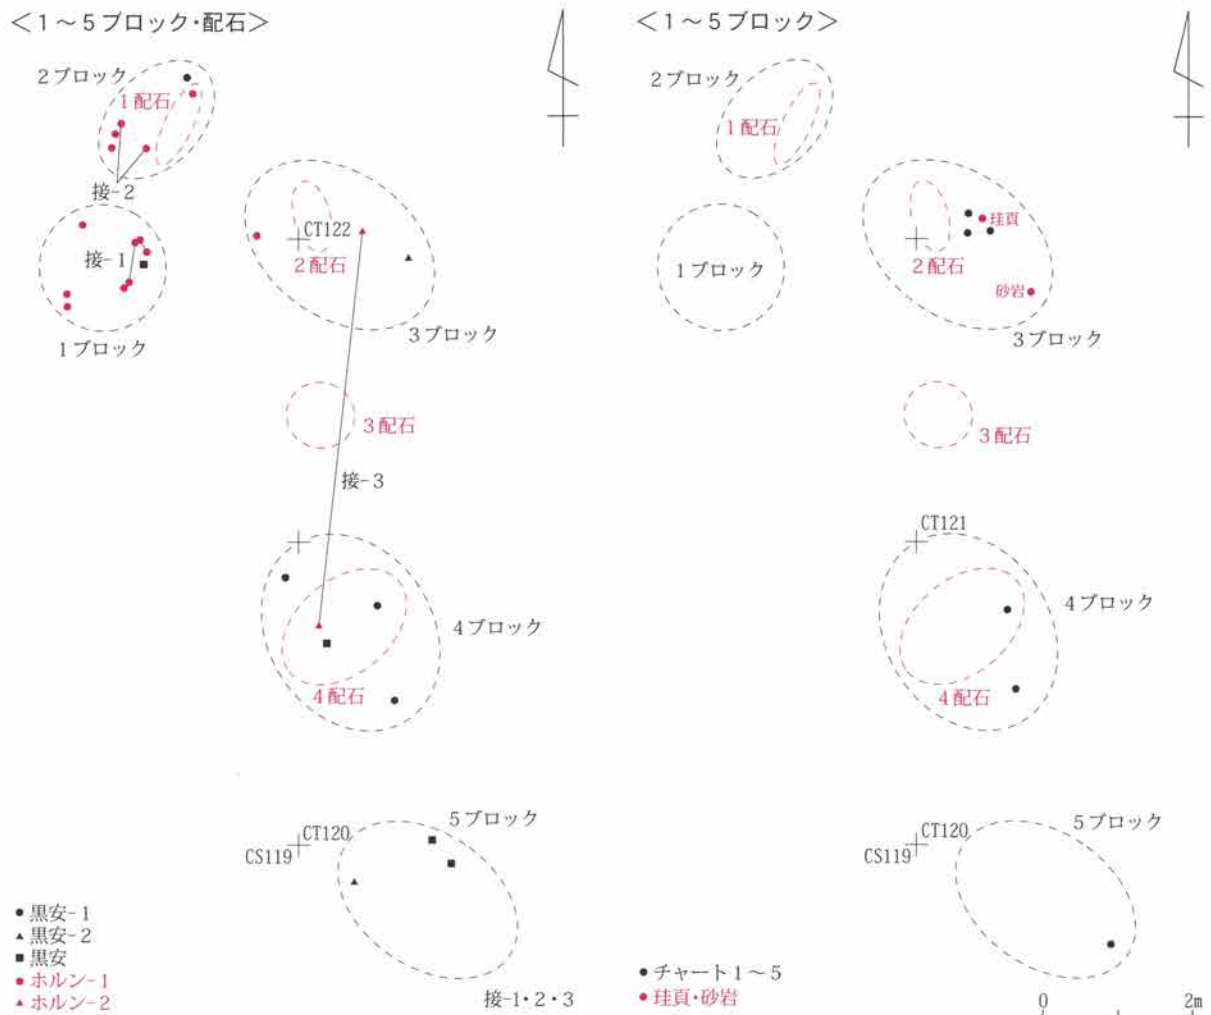 ＜1～5ブロック・配石＞
2ブロック
1配石
接-2
CT122
2配石
接-1
3ブロック
1ブロック
3配石
接-3
4ブロック
4配石
5ブロック
CT120
CS119
●黒安-1
▲黒安-2
■黒安
●ホルン-1
▲ホルン-2
接-1・2・3
＜1～5ブロック＞
2ブロック
1配石
珪頁
2配石
1ブロック
砂岩
3ブロック
3配石
CT121
4ブロック
4配石
5ブロック
CT120
CS119
●チャート1～5
●珪頁・砂岩
0 2m